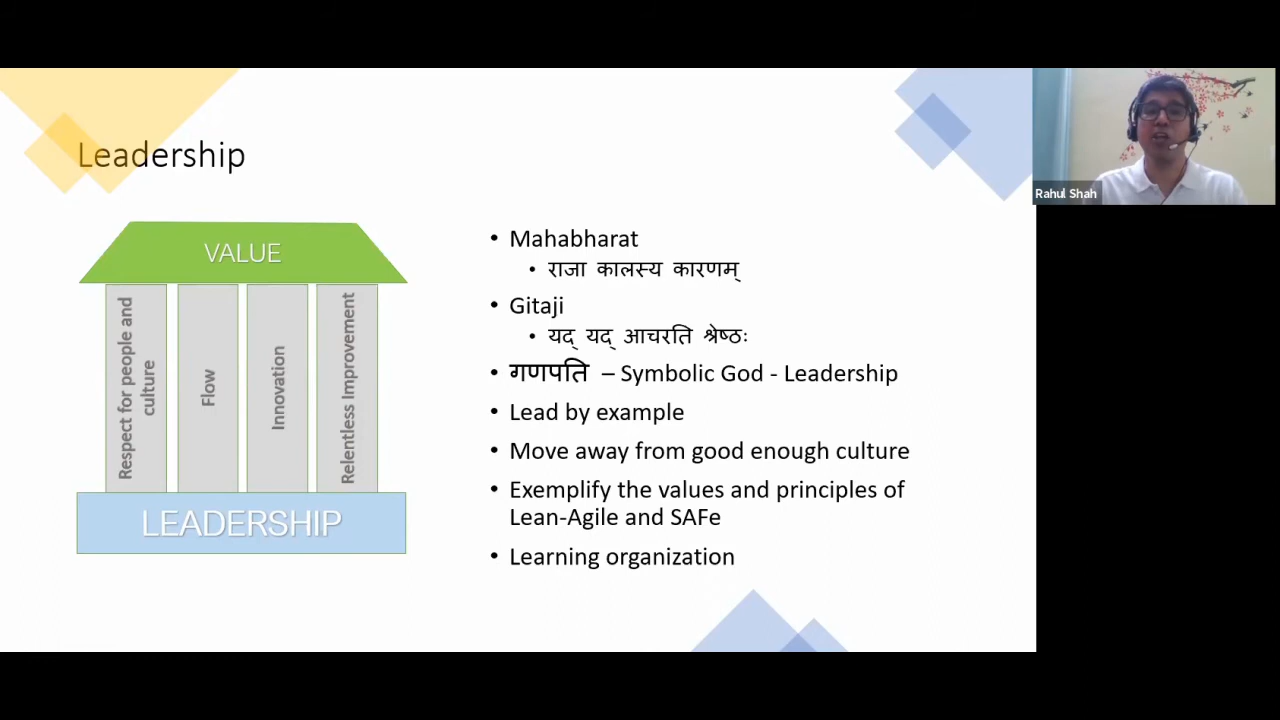 Leadership
VALUE
Respect for people and
culture
Flow
Innovation
Relentless Improvement
LEADERSHIP
• Mahabharat
• राजा कालस्य कारणम्
• Gitaji
• यद् यद् आचरति श्रेष्ठः
• गणपति – Symbolic God - Leadership
• Lead by example
• Move away from good enough culture
• Exemplify the values and principles of
Lean-Agile and SAFe
• Learning organization
Rahul Shah